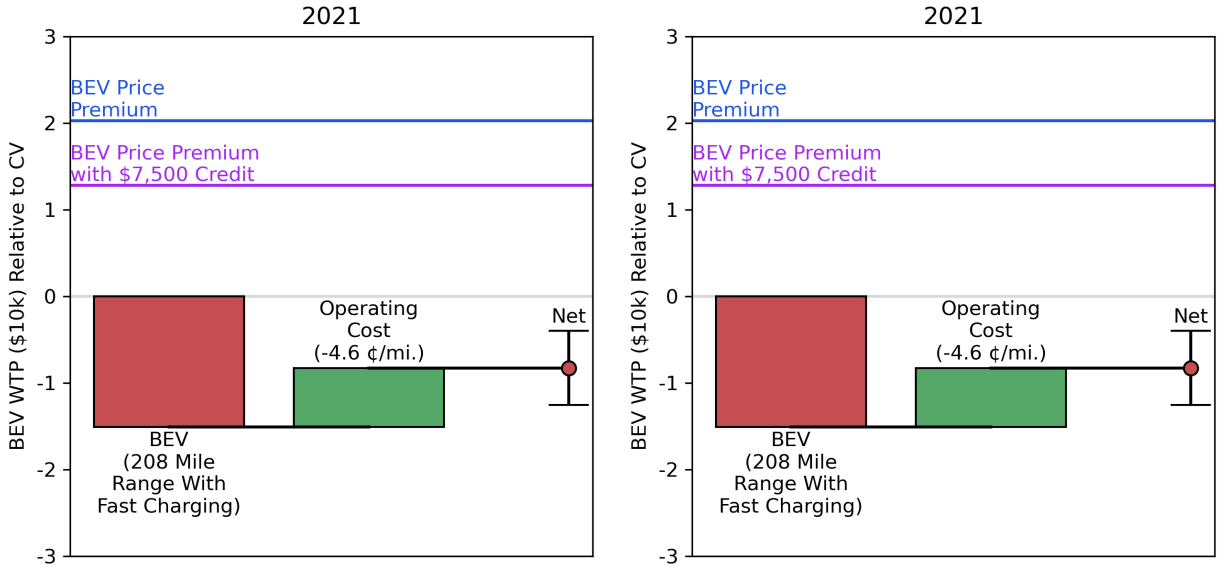 2021
BEV WTP ($10k) Relative to CV
3
2
1
0
-1
-2
-3
BEV Price
Premium
BEV Price Premium
with $7,500 Credit
Operating
Cost
(-4.6 ¢/mi.)
Net
BEV
(208 Mile
Range With
Fast Charging)
2021
BEV WTP ($10k) Relative to CV
3
2
1
0
-1
-2
-3
BEV Price
Premium
BEV Price Premium
with $7,500 Credit
Operating
Cost
(-4.6 ¢/mi.)
Net
BEV
(208 Mile
Range With
Fast Charging)